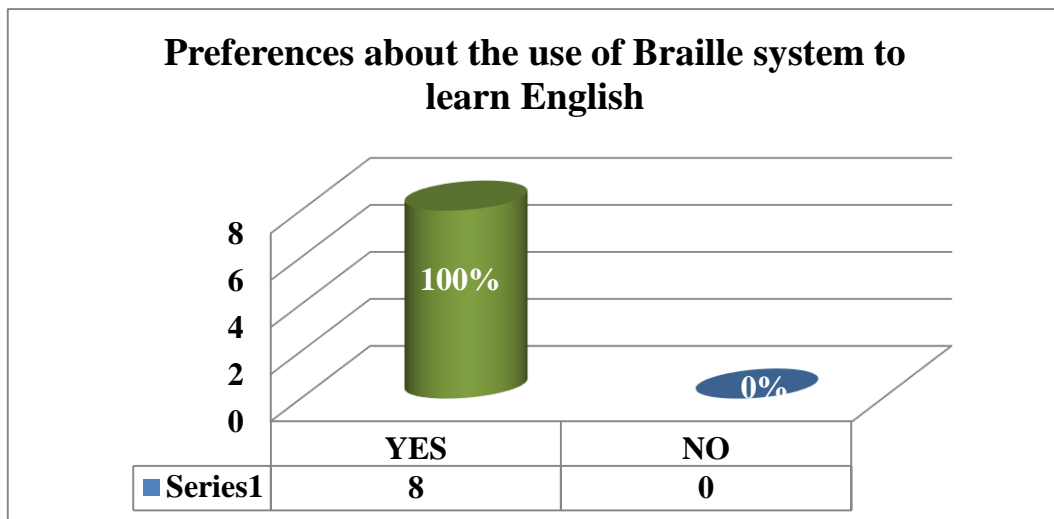 Preferences about the use of Braille system to
learn English
8
6
4
2
0
100%
0%
YES NO
Series1 8 0